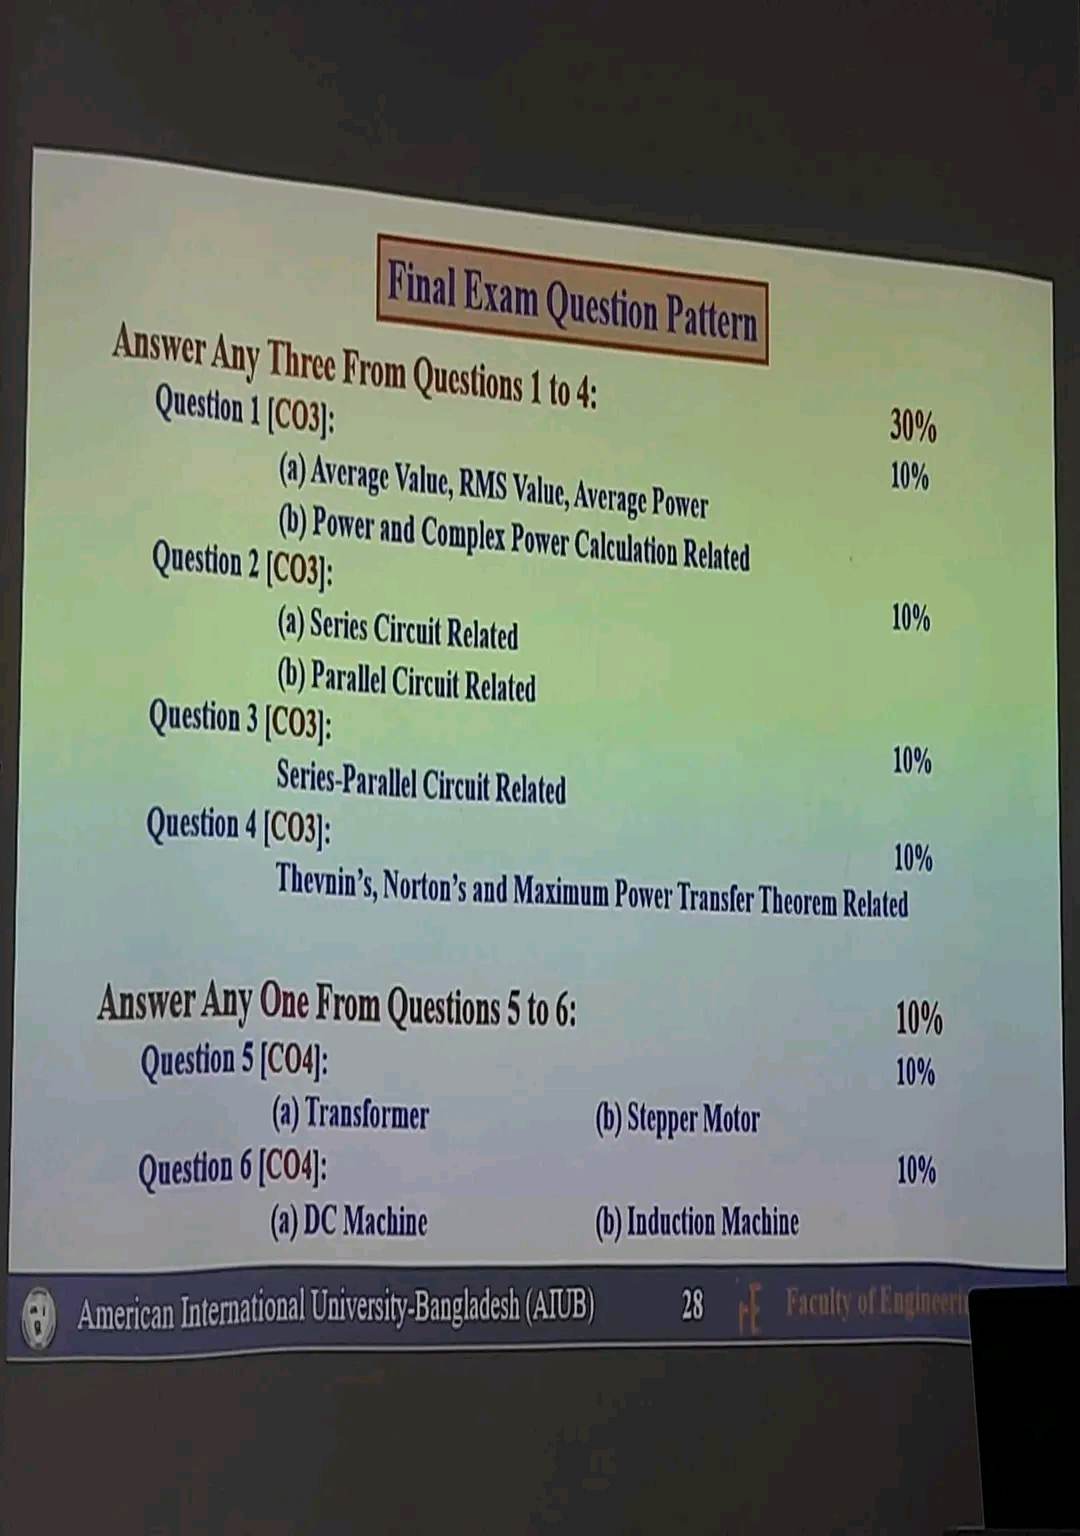 Final Exam Question Pattern
Answer Any Three From Questions 1 to 4: 30%
Question 1 [CO3]: 10%
(a) Average Value, RMS Value, Average Power
(b) Power and Complex Power Calculation Related
Question 2 [CO3]: 10%
(a) Series Circuit Related
(b) Parallel Circuit Related
Question 3 [CO3]: 10%
Series-Parallel Circuit Related
Question 4 [CO3]: 10%
Thevnin's, Norton's and Maximum Power Transfer Theorem Related
Answer Any One From Questions 5 to 6: 10%
Question 5 [CO4]: 10%
(a) Transformer (b) Stepper Motor
Question 6 [CO4]: 10%
(a) DC Machine (b) Induction Machine
American International University-Bangladesh (AIUB) 28 Faculty of Engineeri